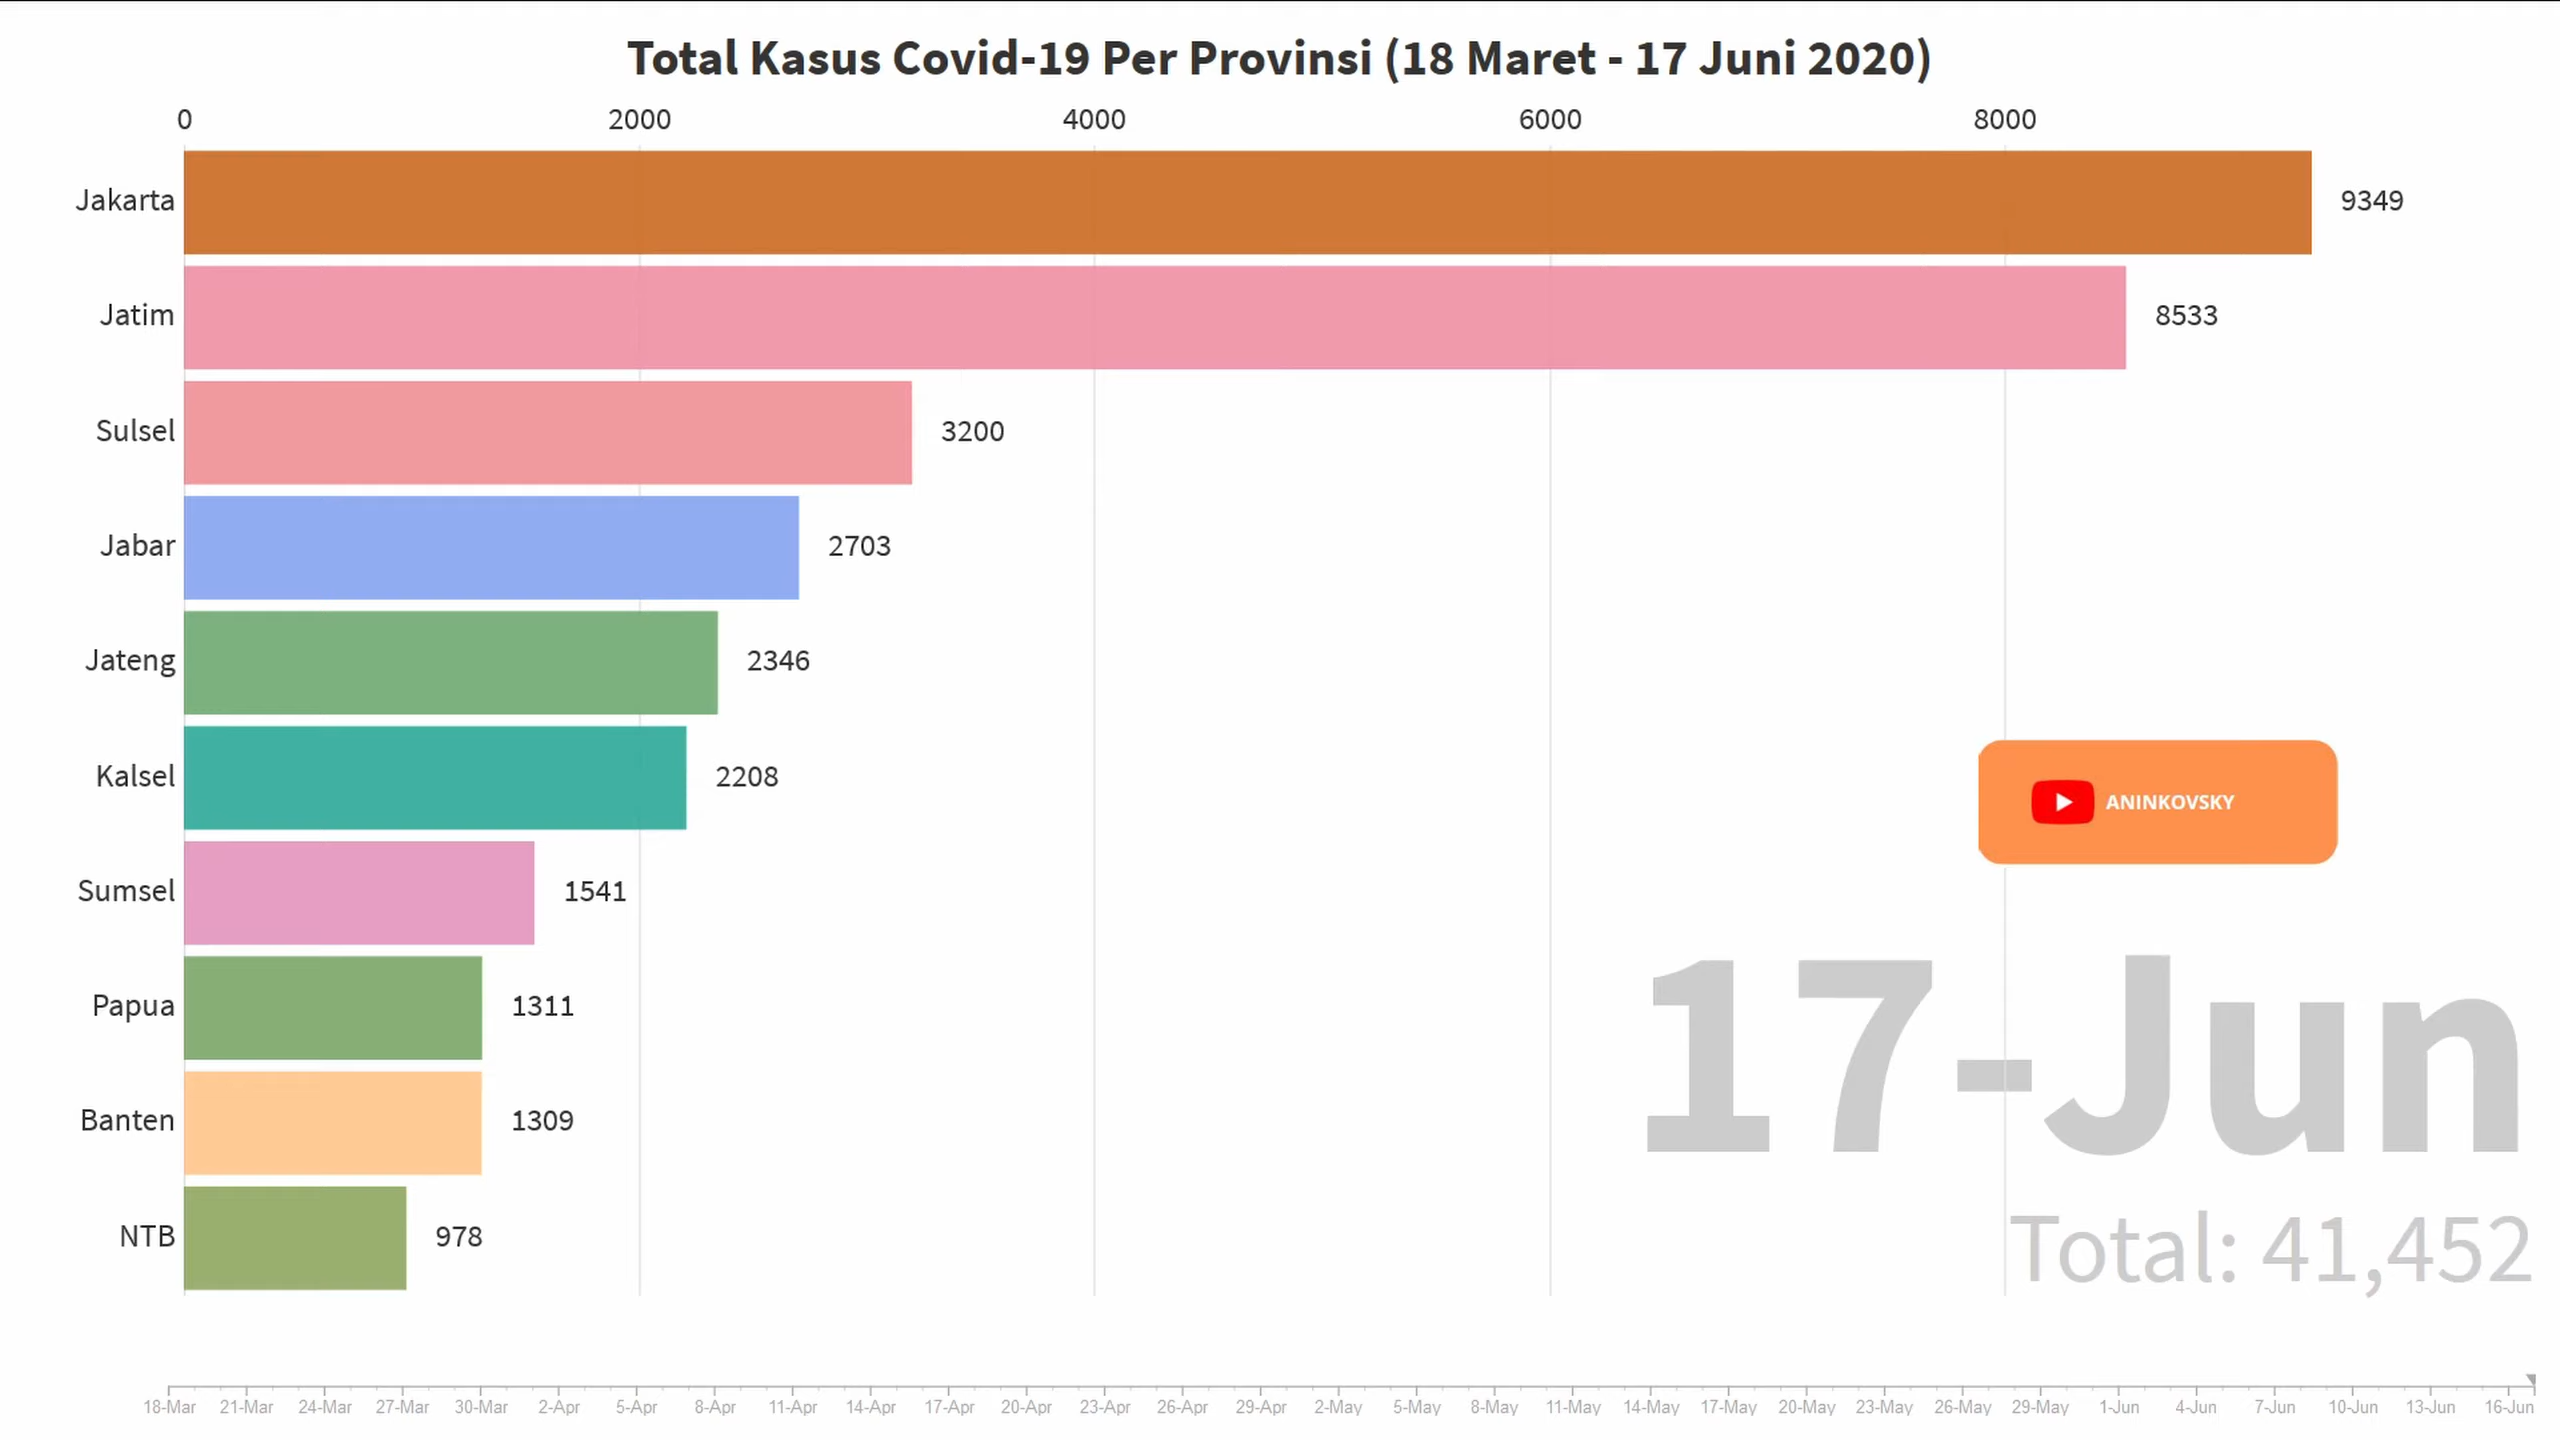 Total Kasus Covid-19 Per Provinsi (18 Maret - 17 Juni 2020)
0 2000 4000 6000 8000
Jakarta 9349
Jatim 8533
Sulsel 3200
Jabar 2703
Jateng 2346
Kalsel 2208
ANINKOVSKY
Sumsel 1541
Papua 1311
17-Jun
Banten 1309
NTB 978
Total: 41,452
18-Mar 21-Mar 24-Mar 27-Mar 30-Mar 2-Apr 5-Apr 8-Apr 11-Apr 14-Apr 17-Apr 20-Apr 23-Apr 26-Apr 29-Apr 2-May 5-May 8-May 11-May 14-May 17-May 20-May 23-May 26-May 29-May 1-Jun 4-Jun 7-Jun 10-Jun 13-Jun 16-Jun